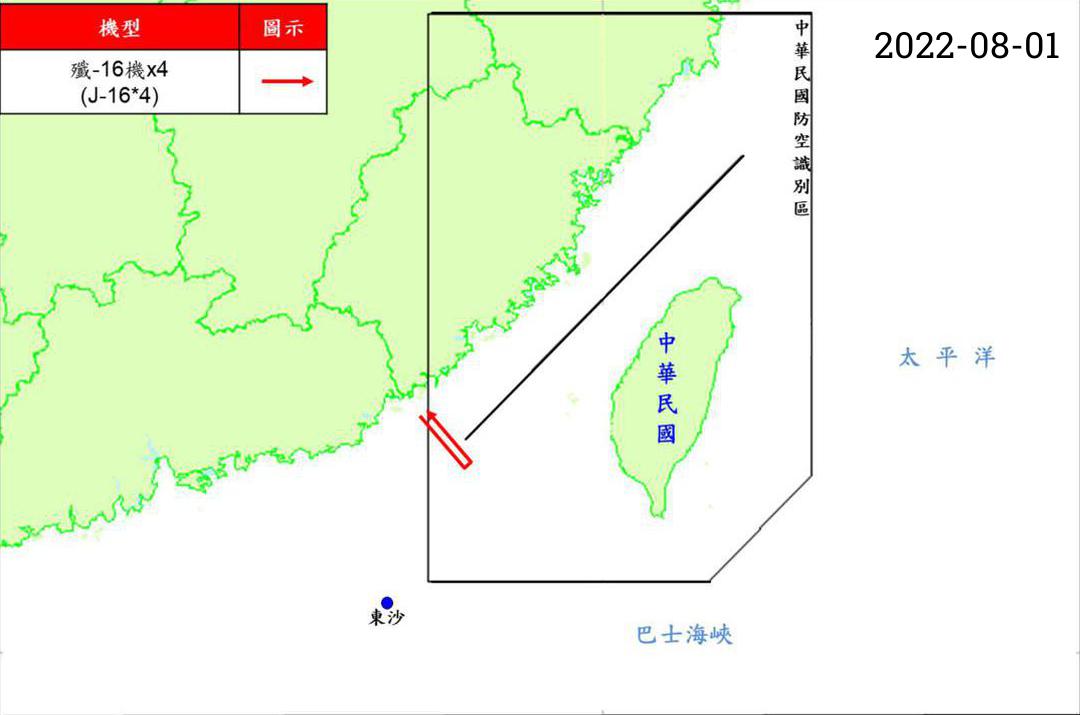 機型 圖示
殲-16機x4
(J-16*4)
2022-08-01
中華民國防空識別區
中華民國
太平洋
東沙
巴士海峽